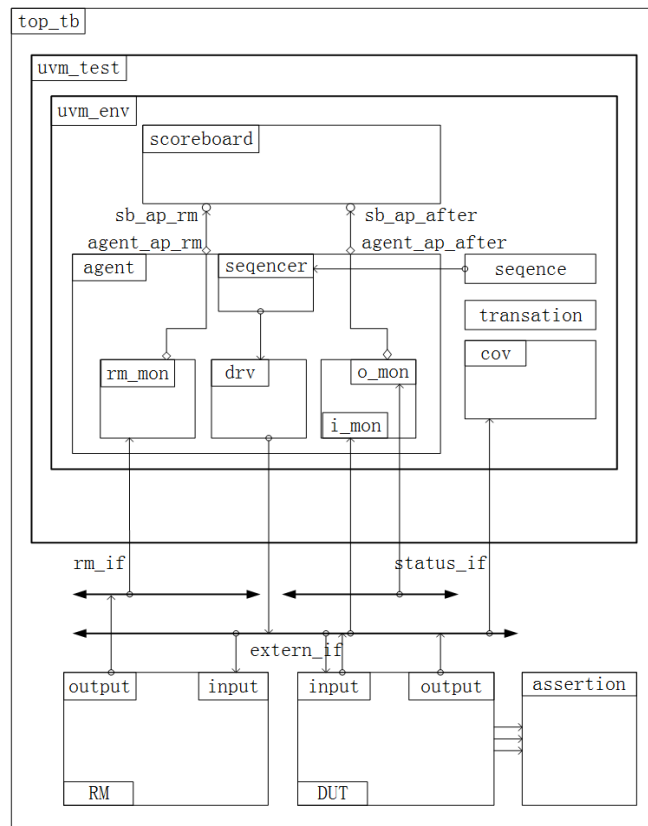 top_tb
uvm_test
uvm_env
scoreboard
sb_ap_rm
sb_ap_after
agent_ap_rm
agent_ap_after
agent
seqencer
seqence
transation
rm_mon
drv
o_mon
cov
i_mon
rm_if
status_if
extern_if
output
input
input
output
assertion
RM
DUT